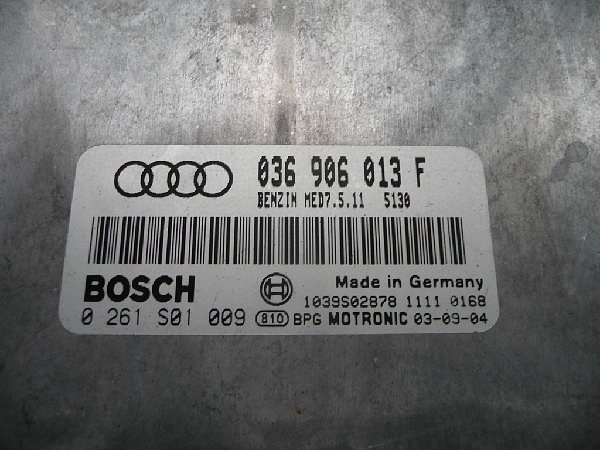 036 906 013 F
BENZIN MED7.5.11 5130
BOSCH
Made in Germany
1039S02878 1111 0168
0 261 S01 009 810 BPG MOTRONIC 03-09-04